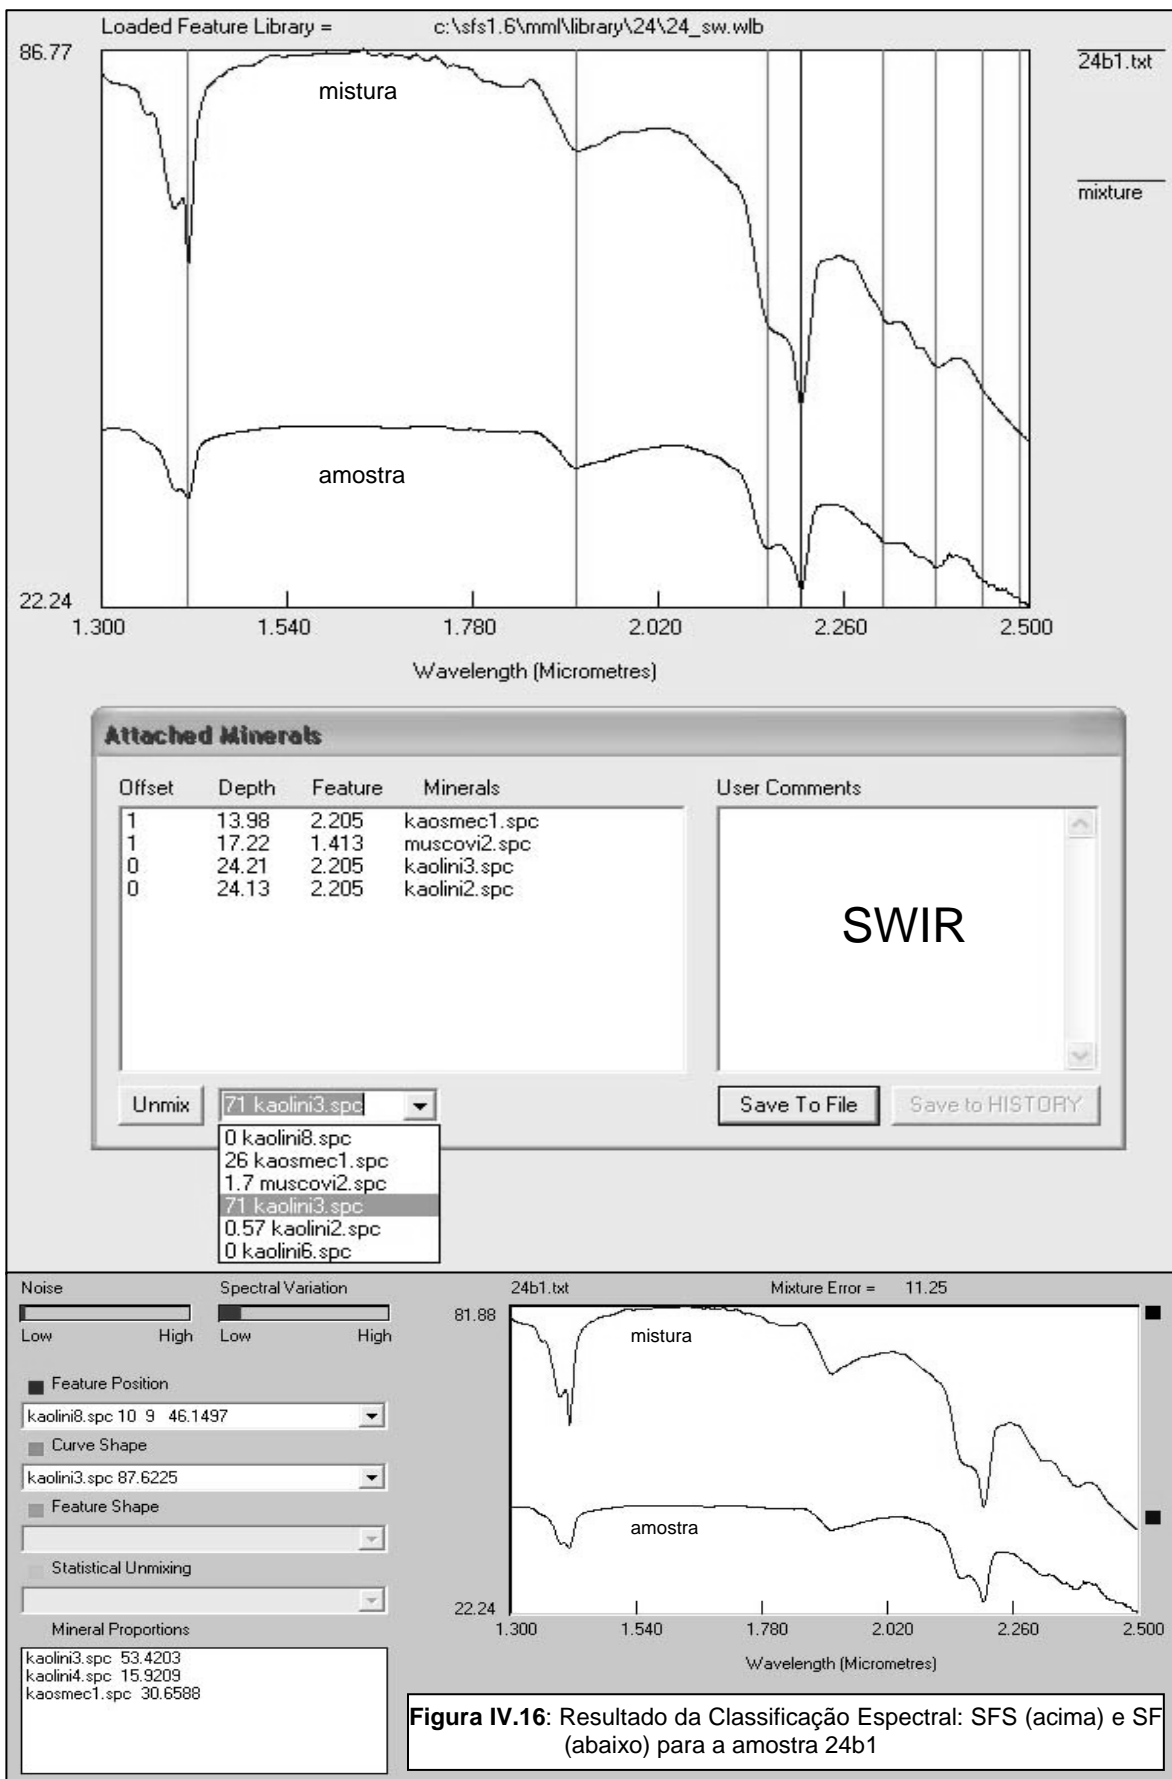 Loaded Feature Library = c:\sfs1.6\mml\library\24\24_sw.wlb
86.77
24b1.txt
mistura
mixture
amostra
22.24
1.300 1.540 1.780 2.020 2.260 2.500
Wavelength (Micrometres)
Attached Minerals
Offset Depth Feature Minerals
User Comments
1 13.98 2.205 kaosmec1.spc
1 17.22 1.413 muscovi2.spc
0 24.21 2.205 kaolini3.spc
0 24.13 2.205 kaolini2.spc
SWIR
Unmix
71 kaolini3.spc
Save To File
Save to HISTORY
0 kaolini8.spc
26 kaosmec1.spc
1.7 muscovi2.spc
71 kaolini3.spc
0.57 kaolini2.spc
0 kaolini6.spc
Noise Spectral Variation
Low High Low High
Feature Position
kaolini8.spc 10 9 46.1497
Curve Shape
kaolini3.spc 87.6225
Feature Shape
Statistical Unmixing
Mineral Proportions
kaolini3.spc 53.4203
kaolini4.spc 15.9209
kaosmec1.spc 30.6588
24b1.txt Mixture Error = 11.25
81.88
mistura
amostra
22.24
1.300 1.540 1.780 2.020 2.260 2.500
Wavelength (Micrometres)
Figura IV.16: Resultado da Classificação Espectral: SFS (acima) e SF
(abaixo) para a amostra 24b1